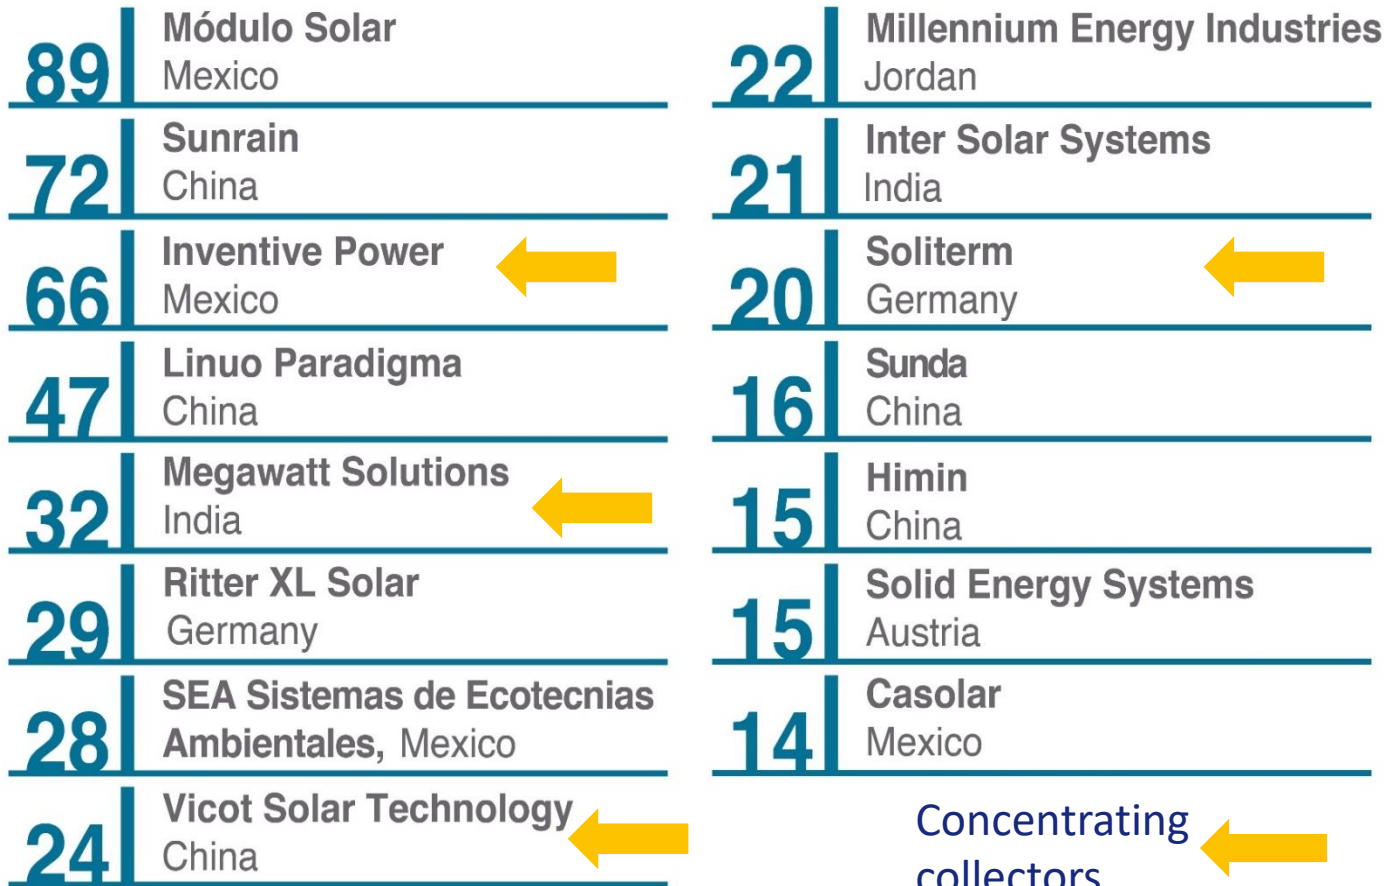 89
Módulo Solar
Mexico
72
Sunrain
China
66
Inventive Power
Mexico
47
Linuo Paradigma
China
32
Megawatt Solutions
India
29
Ritter XL Solar
Germany
28
SEA Sistemas de Ecotecnias
Ambientales, Mexico
24
Vicot Solar Technology
China
22
Millennium Energy Industries
Jordan
21
Inter Solar Systems
India
20
Soliterm
Germany
16
Sunda
China
15
Himin
China
15
Solid Energy Systems
Austria
14
Casolar
Mexico
Concentrating
collectors